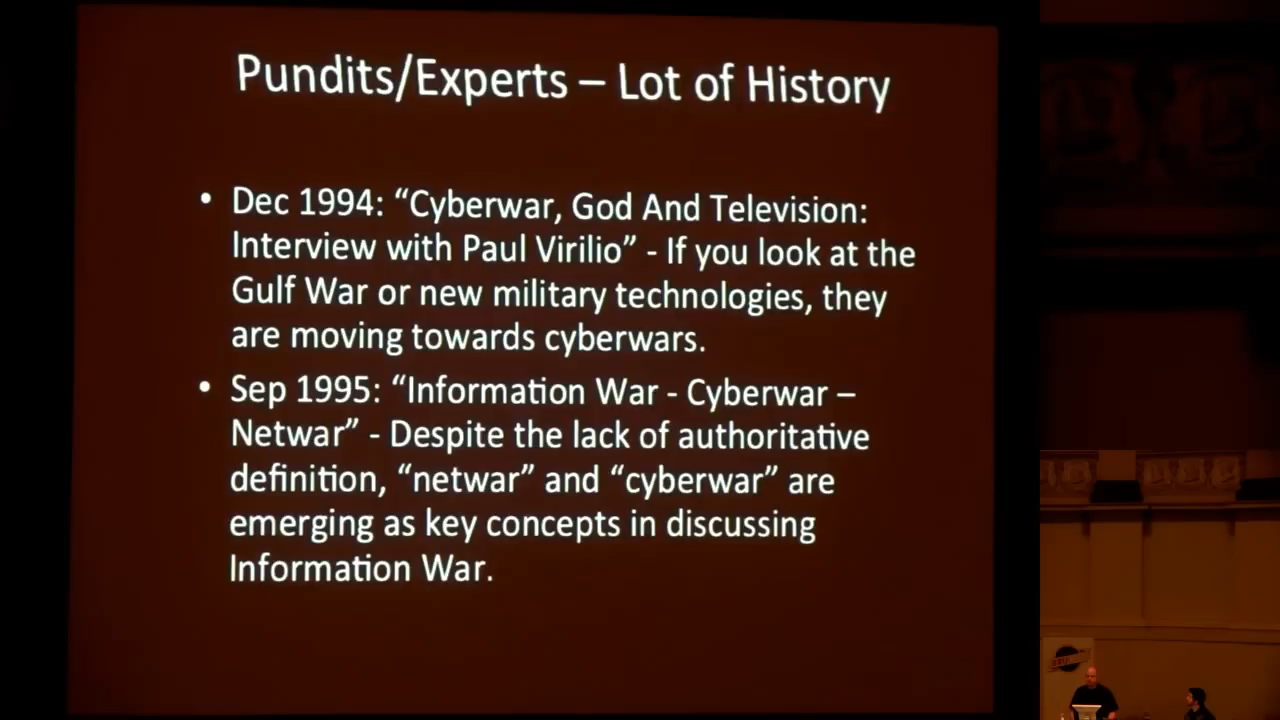 Pundits/Experts – Lot of History
• Dec 1994: “Cyberwar, God And Television:
Interview with Paul Virilio” - If you look at the
Gulf War or new military technologies, they
are moving towards cyberwars.
• Sep 1995: “Information War - Cyberwar –
Netwar” - Despite the lack of authoritative
definition, “netwar” and “cyberwar” are
emerging as key concepts in discussing
Information War.